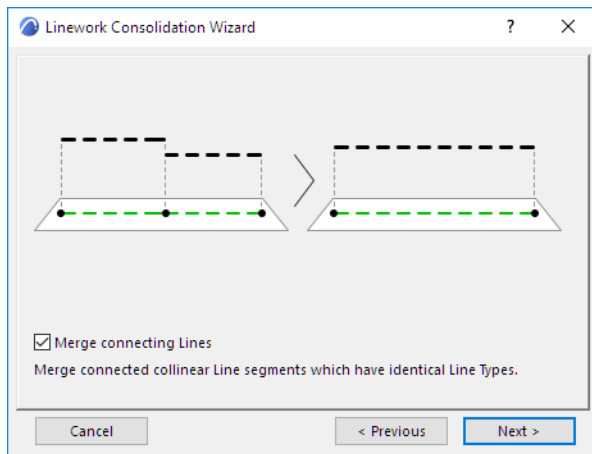 Linework Consolidation Wizard
?
Merge connecting Lines
Merge connected collinear Line segments which have identical Line Types.
Cancel
< Previous
Next >